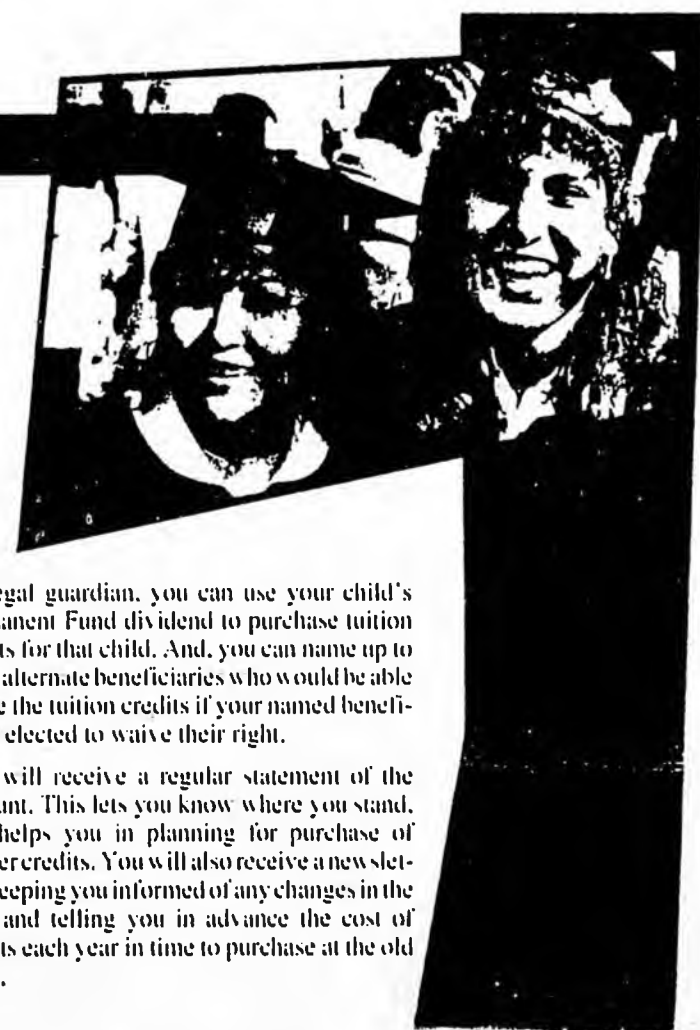 egal guardian, you can use your child's
anent Fund dividend to purchase tuition
ts for that child. And, you can name up to
alternate beneficiaries who would be able
e the tuition credits if your named benefi-
elected to waive their right.
will receive a regular statement of the
unt. This lets you know where you stand,
helps you in planning for purchase of
er credits. You will also receive a newslet-
eeping you informed of any changes in the
and telling you in advance the cost of
ts each year in time to purchase at the old
.